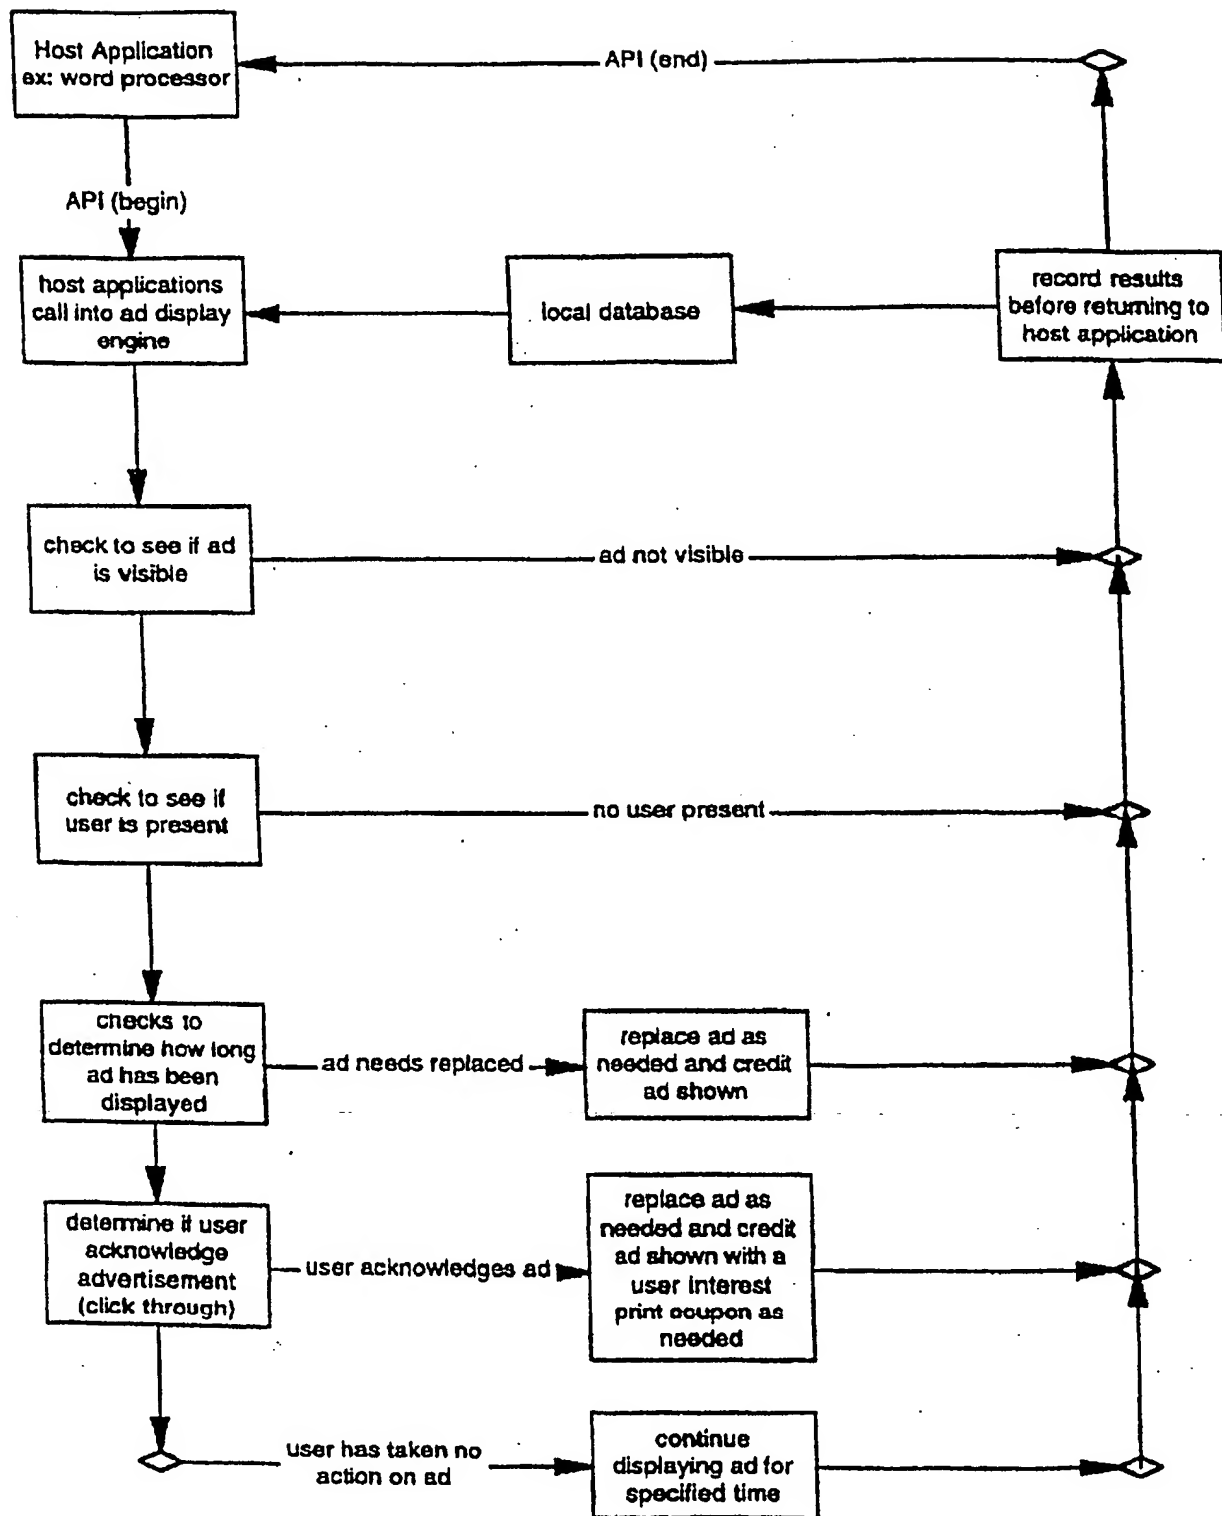 Host Application
ex: word processor
API (end)
API (begin)
host applications
call into ad display
engine
local database
record results
before returning to
host application
check to see if ad
is visible
ad not visible
check to see if
user is present
no user present
checks to
determine how long
ad has been
displayed
ad needs replaced
replace ad as
needed and credit
ad shown
determine if user
acknowledge
advertisement
(click through)
user acknowledges ad
replace ad as
needed and credit
ad shown with a
user interest
print coupon as
needed
user has taken no
action on ad
continue
displaying ad for
specified time